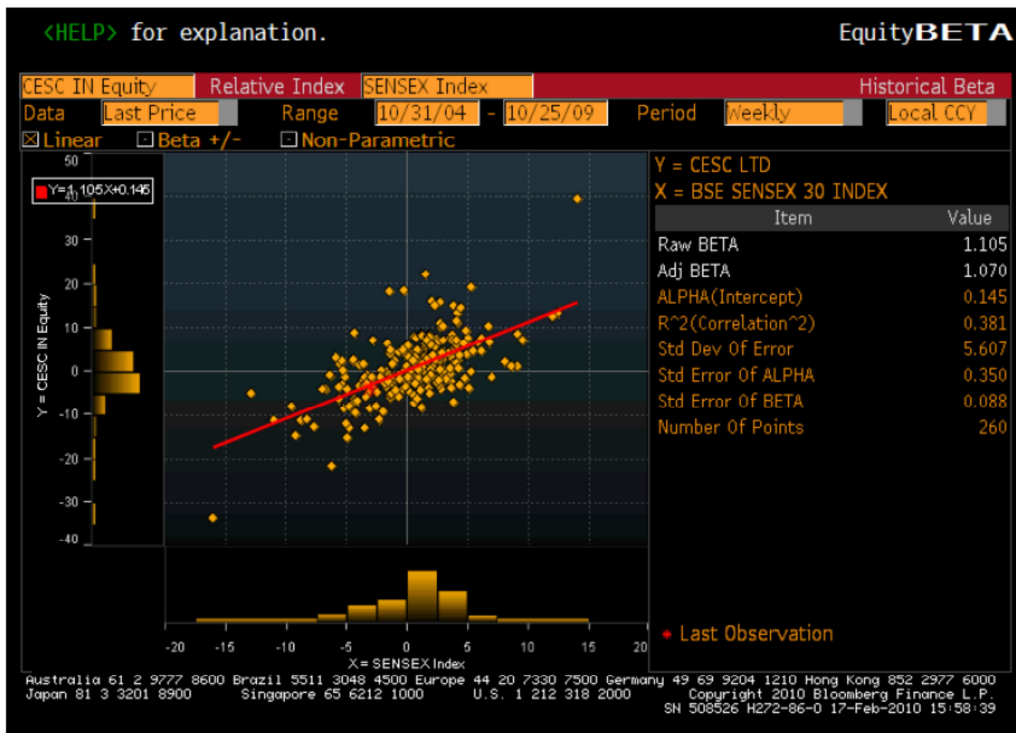 <HELP> for explanation.
EquityBETA
CESC IN Equity Relative Index SENSEX Index Historical Beta
Data Last Price Range 10/31/04 - 10/25/09 Period Weekly Local CCY
Linear Beta +/- Non-Parametric
Y=1.105X+0.145
50
40
30
20
10
0
-10
-20
-30
-40
Y = CESC IN Equity
-20 -15 -10 -5 0 5 10 15 20
X = SENSEX Index
Y = CESC LTD
X = BSE SENSEX 30 INDEX
Item Value
Raw BETA 1.105
Adj BETA 1.070
ALPHA(Intercept) 0.145
R^2(Correlation^2) 0.381
Std Dev Of Error 5.607
Std Error Of ALPHA 0.350
Std Error Of BETA 0.088
Number Of Points 260
Last Observation
Australia 61 2 9777 8600 Brazil 5511 3048 4500 Europe 44 20 7330 7500 Germany 49 69 9204 1210 Hong Kong 852 2977 6000
Japan 81 3 3201 8900 Singapore 65 6212 1000 U.S. 1 212 318 2000 Copyright 2010 Bloomberg Finance L.P.
SN 508526 H272-86-0 17-Feb-2010 15:58:39